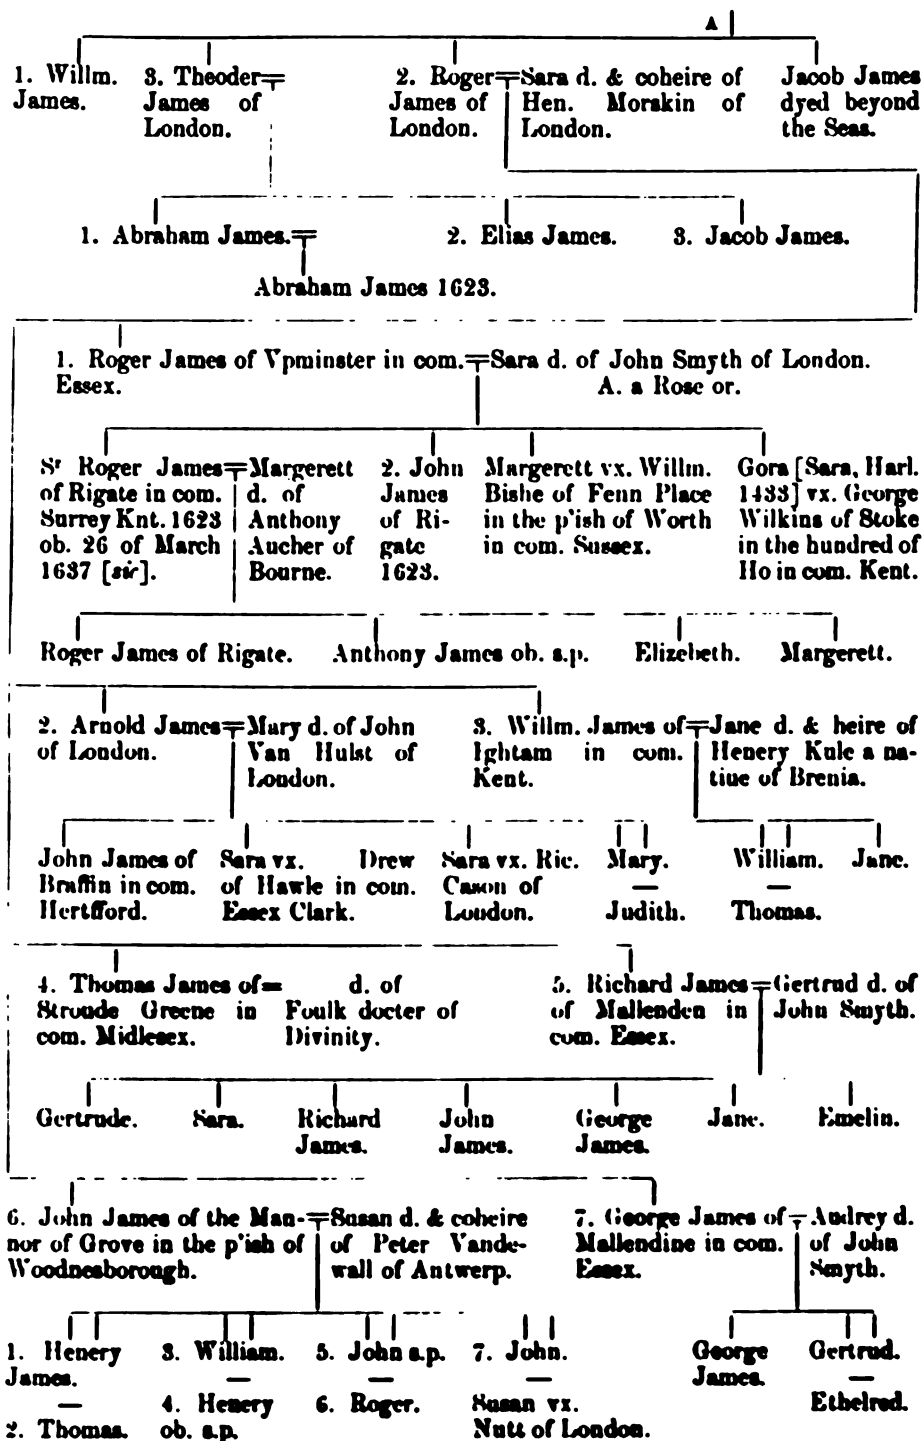 A
1. Willm. James.
3. Theoder James of London.
2. Roger James of London.
Sara d. & coheire of Hen. Morskin of London.
Jacob James dyed beyond the Seas.
1. Abraham James.
2. Elias James.
3. Jacob James.
Abraham James 1623.
1. Roger James of Vpminster in com. Essex.
Sara d. of John Smyth of London.
A. a Rose or.
Sr Roger James of Rigate in com. Surrey Knt. 1623 ob. 26 of March 1637 [sic].
Margerett d. of Anthony Aucher of Bourne.
2. John James of Rigate 1623.
Margerett vx. Willm. Bishe of Fenn Place in the p'ish of Worth in com. Sussex.
Gora [Sara, Harl. 1433] vx. George Wilkins of Stoke in the hundred of Ho in com. Kent.
Roger James of Rigate.
Anthony James ob. s.p.
Elizebeth.
Margerett.
2. Arnold James of London.
Mary d. of John Van Hulst of London.
3. Willm. James of Ightam in com. Kent.
Jane d. & heire of Henery Kule a natiue of Brenia.
John James of Braffin in com. Hertfford.
Sara vx. Drew of Hawle in com. Essex Clark.
Sara vx. Ric. Cason of London.
Mary.
—
Judith.
William.
—
Thomas.
Jane.
4. Thomas James of Stroude Greene in com. Midlesex.
d. of Foulk docter of Divinity.
5. Richard James of Mallenden in com. Essex.
Gertrud d. of John Smyth.
Gertrude.
Sara.
Richard James.
John James.
George James.
Jane.
Emelin.
6. John James of the Mannor of Grove in the p'ish of Woodnesborough.
Susan d. & coheire of Peter Vandewall of Antwerp.
7. George James of Mallendine in com. Essex.
Audrey d. of John Smyth.
1. Henery James.
—
2. Thomas.
3. William.
—
4. Henery ob. s.p.
5. John s.p.
—
6. Roger.
7. John.
—
Susan vx. Nutt of London.
George James.
Gertrud.
—
Ethelred.